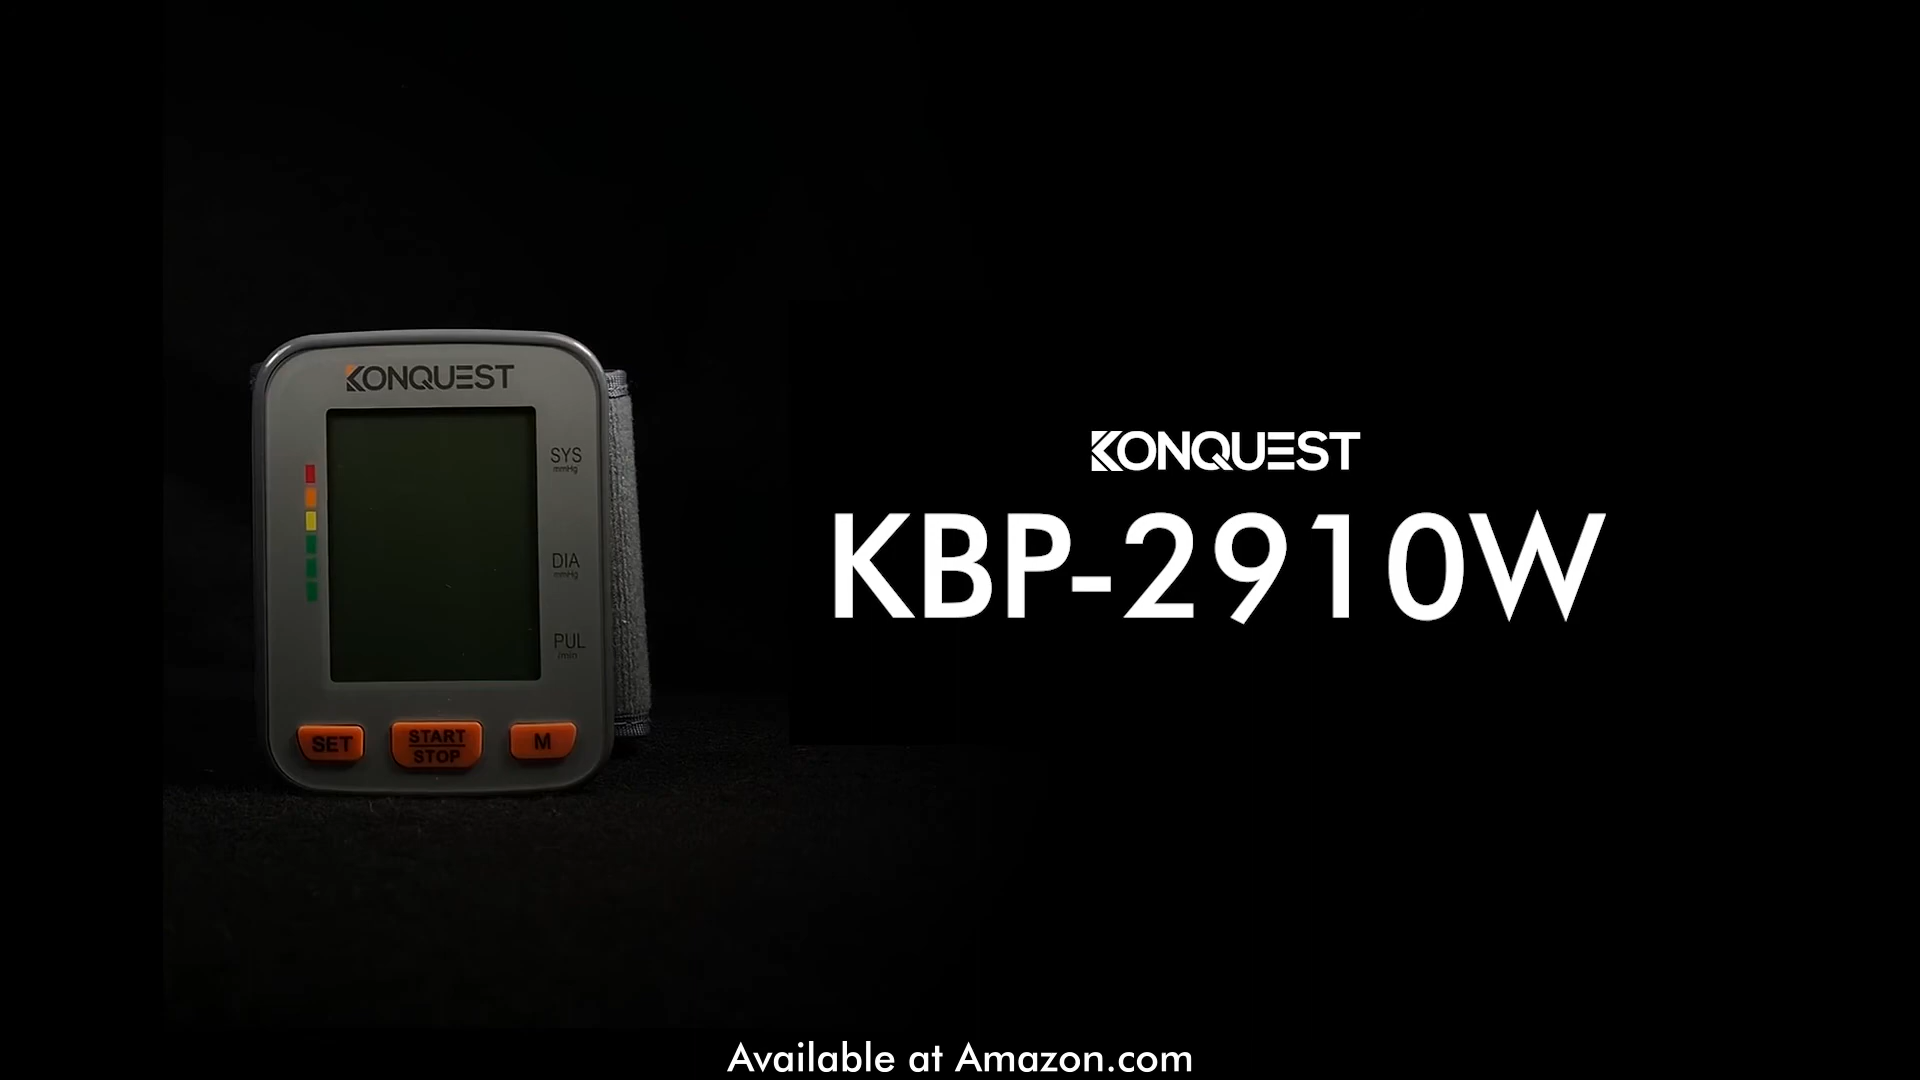 KONQUEST
SYS
mmHg
DIA
mmHg
PUL
/min
SET
START
STOP
M
KONQUEST
KBP-2910W
Available at Amazon.com